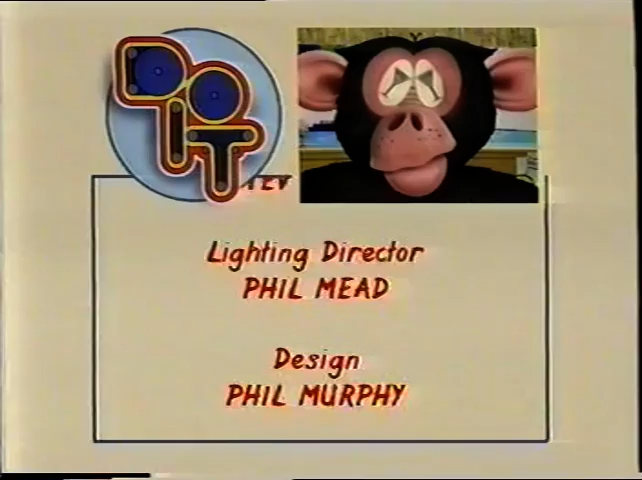 DO IT
Lighting Director
PHIL MEAD
Design
PHIL MURPHY